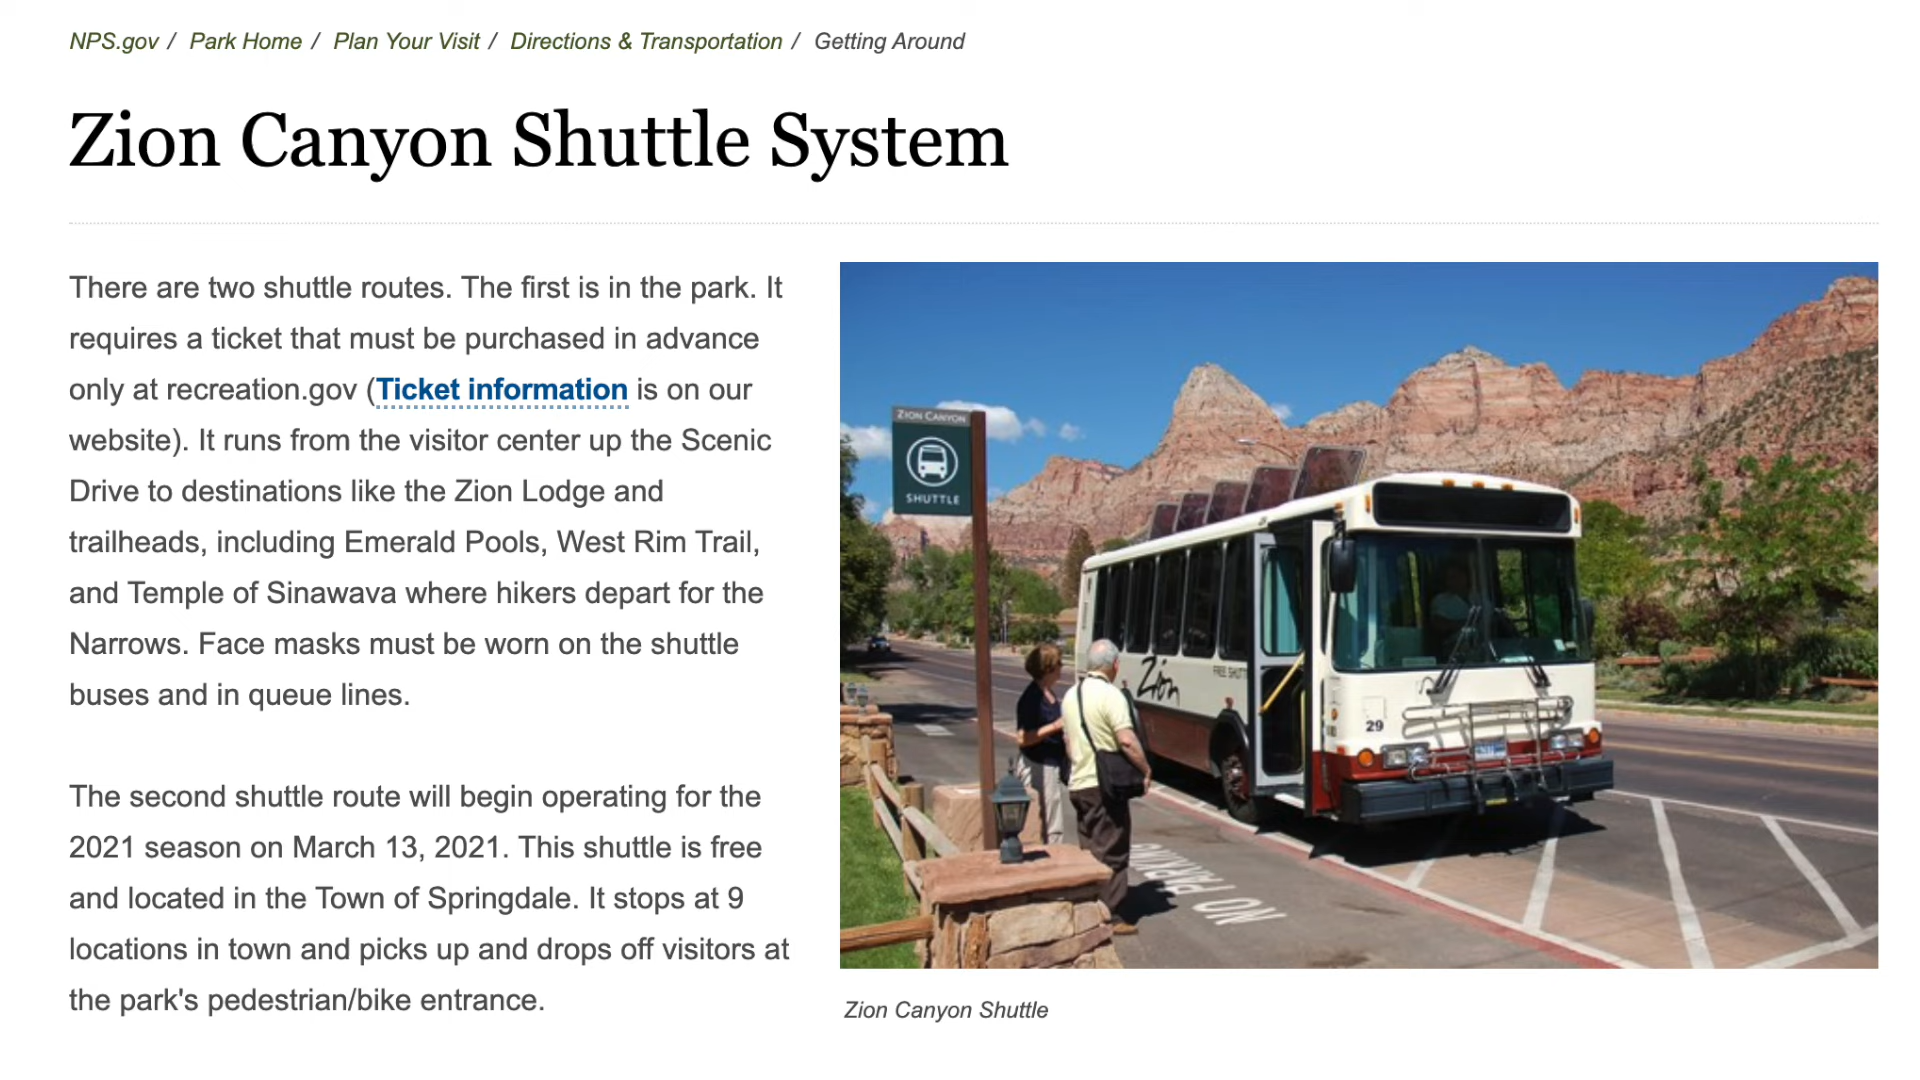 NPS.gov / Park Home / Plan Your Visit / Directions & Transportation / Getting Around
Zion Canyon Shuttle System
There are two shuttle routes. The first is in the park. It
requires a ticket that must be purchased in advance
only at recreation.gov (Ticket information is on our
website). It runs from the visitor center up the Scenic
Drive to destinations like the Zion Lodge and
trailheads, including Emerald Pools, West Rim Trail,
and Temple of Sinawava where hikers depart for the
Narrows. Face masks must be worn on the shuttle
buses and in queue lines.
The second shuttle route will begin operating for the
2021 season on March 13, 2021. This shuttle is free
and located in the Town of Springdale. It stops at 9
locations in town and picks up and drops off visitors at
the park's pedestrian/bike entrance.
ZION CANYON
SHUTTLE
Zion
FREE SHUTT
29
NO PARKING
Zion Canyon Shuttle